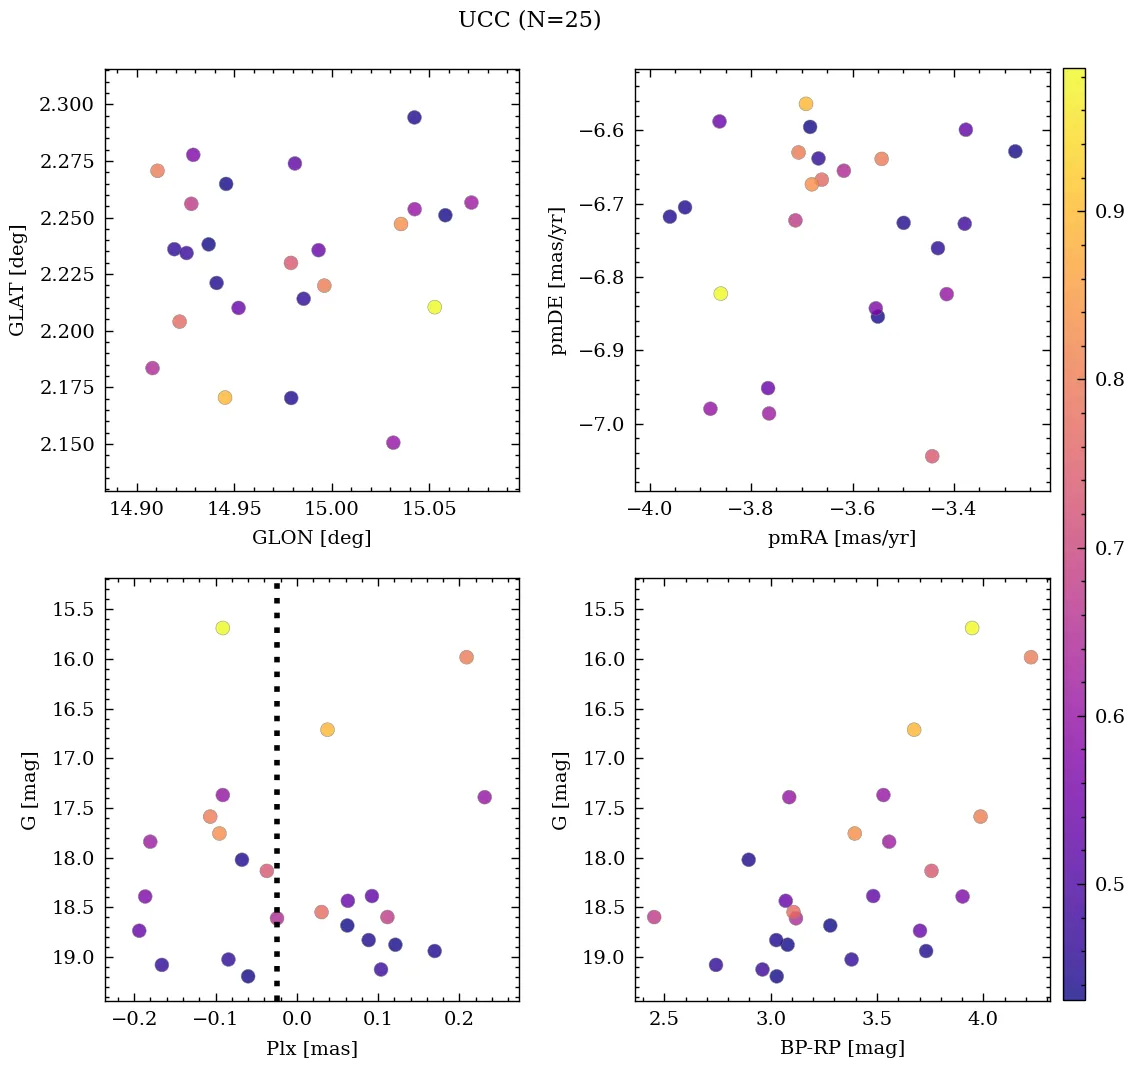 UCC (N=25)
2.300
2.275
2.250
2.225
2.200
2.175
2.150
GLAT [deg]
14.90 14.95 15.00 15.05
GLON [deg]
−6.6
−6.7
−6.8
−6.9
−7.0
pmDE [mas/yr]
−4.0 −3.8 −3.6 −3.4
pmRA [mas/yr]
15.5
16.0
16.5
17.0
17.5
18.0
18.5
19.0
G [mag]
−0.2 −0.1 0.0 0.1 0.2
Plx [mas]
15.5
16.0
16.5
17.0
17.5
18.0
18.5
19.0
G [mag]
2.5 3.0 3.5 4.0
BP-RP [mag]
0.9
0.8
0.7
0.6
0.5